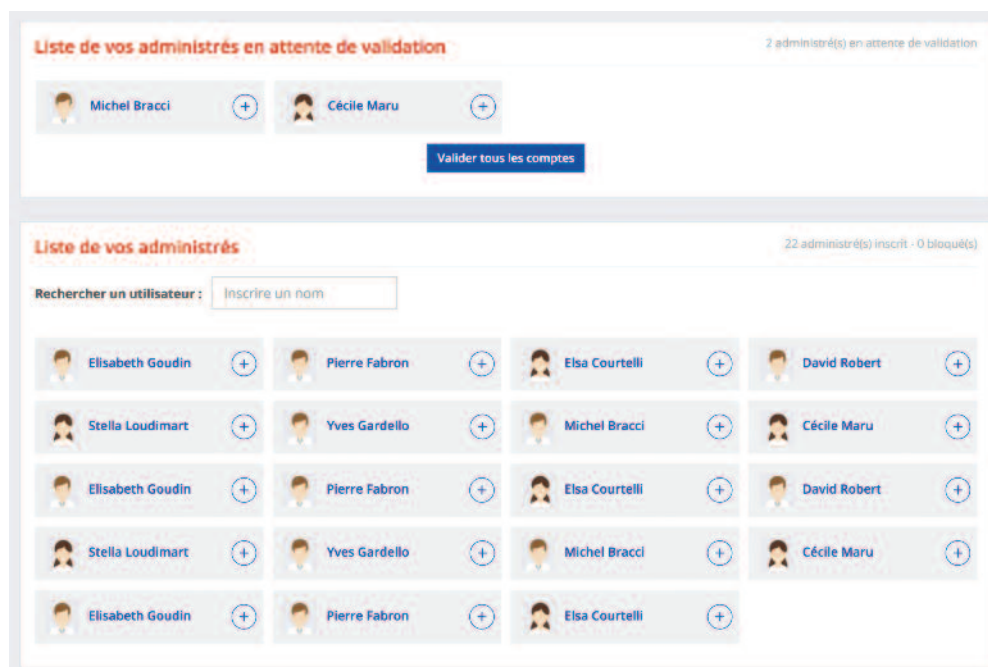 Liste de vos administrés en attente de validation
2 administré(s) en attente de validation
Michel Bracci
Cécile Maru
Valider tous les comptes
Liste de vos administrés
22 administré(s) inscrit - 0 bloqué(s)
Rechercher un utilisateur : Inscrire un nom
Elisabeth Goudin
Pierre Fabron
Elsa Courtelli
David Robert
Stella Loudimart
Yves Gardello
Michel Bracci
Cécile Maru
Elisabeth Goudin
Pierre Fabron
Elsa Courtelli
David Robert
Stella Loudimart
Yves Gardello
Michel Bracci
Cécile Maru
Elisabeth Goudin
Pierre Fabron
Elsa Courtelli